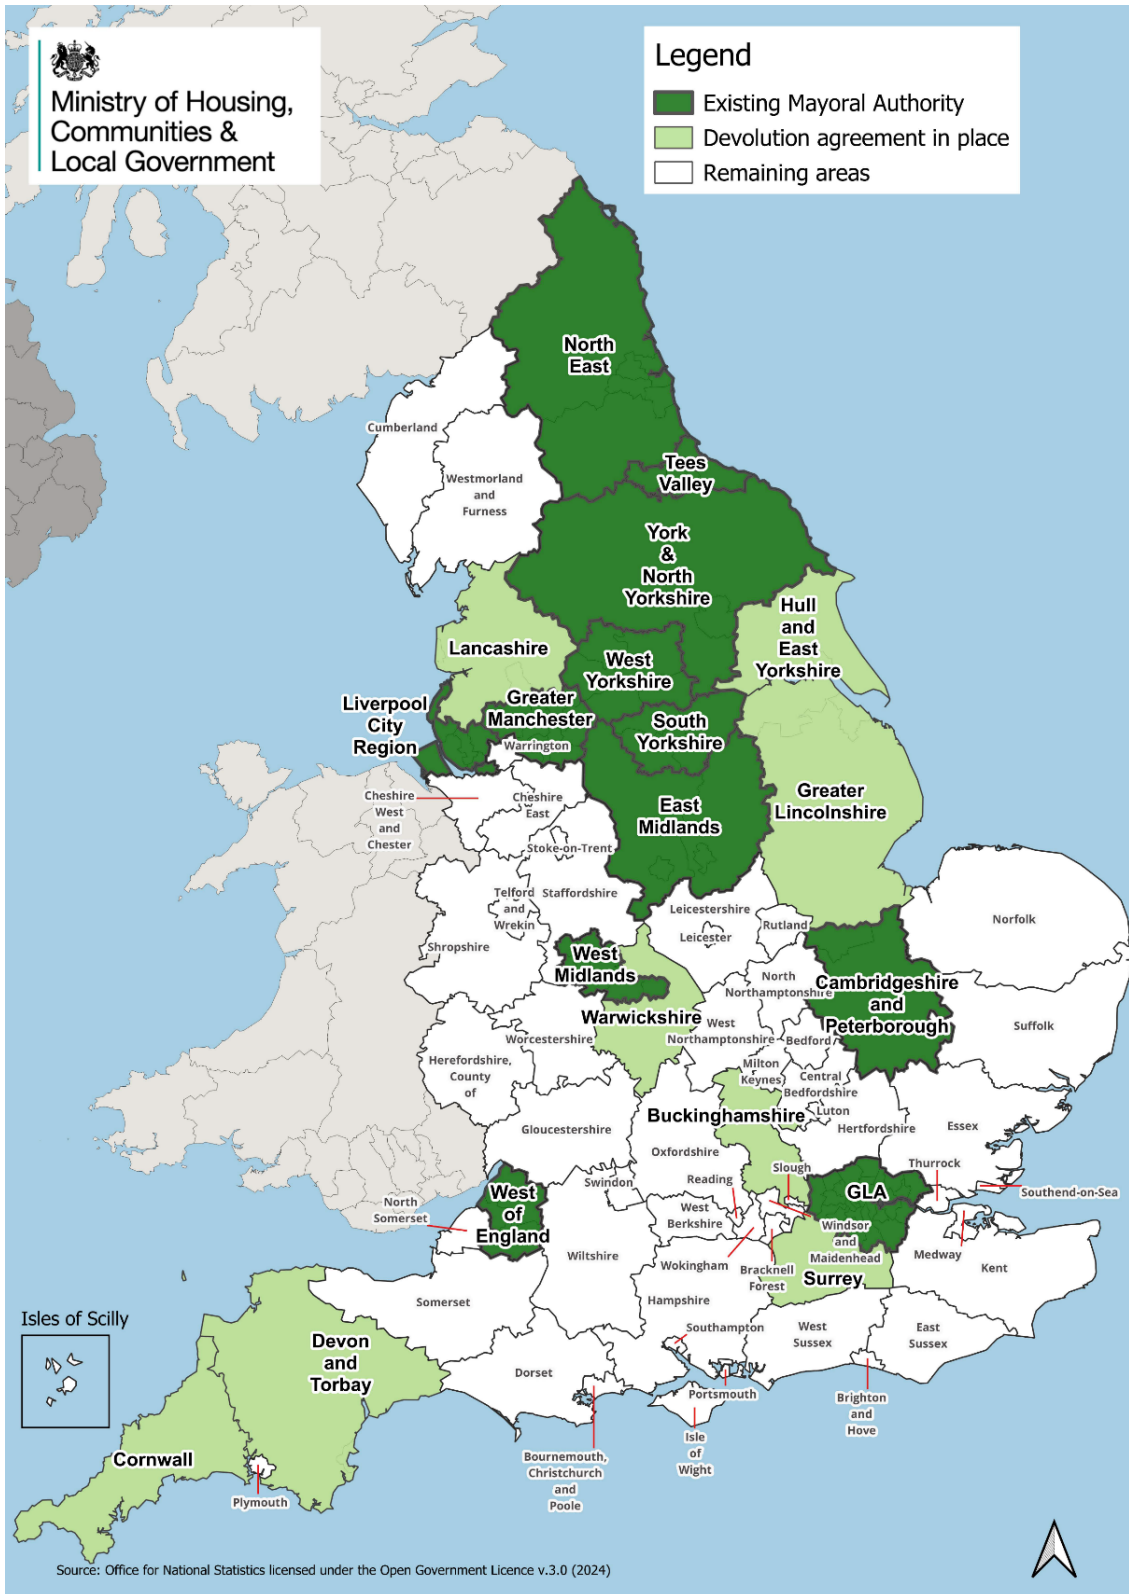 Ministry of Housing,
Communities &
Local Government
Legend
Existing Mayoral Authority
Devolution agreement in place
Remaining areas
North
East
Cumberland
Tees
Valley
Westmorland
and
Furness
York
&
North
Yorkshire
Hull
and
East
Yorkshire
Lancashire
West
Yorkshire
Liverpool
City
Region
Greater
Manchester
South
Yorkshire
Warrington
Cheshire
West
and
Chester
Cheshire
East
East
Midlands
Greater
Lincolnshire
Stoke-on-Trent
Telford
and
Wrekin
Staffordshire
Leicestershire
Leicester
Rutland
Norfolk
Shropshire
West
Midlands
North
Northamptonshire
Cambridgeshire
and
Peterborough
Warwickshire
West
Northamptonshire
Bedford
Suffolk
Worcestershire
Herefordshire,
County
of
Milton
Keynes
Central
Bedfordshire
Luton
Buckinghamshire
Hertfordshire
Essex
Gloucestershire
Oxfordshire
Slough
Thurrock
Reading
Swindon
GLA
Southend-on-Sea
North
Somerset
West
of
England
West
Berkshire
Windsor
and
Maidenhead
Wiltshire
Wokingham
Bracknell
Forest
Surrey
Medway
Kent
Somerset
Hampshire
Isles of Scilly
Southampton
West
Sussex
East
Sussex
Devon
and
Torbay
Dorset
Portsmouth
Brighton
and
Hove
Isle
of
Wight
Cornwall
Bournemouth,
Christchurch
and
Poole
Plymouth
Source: Office for National Statistics licensed under the Open Government Licence v.3.0 (2024)